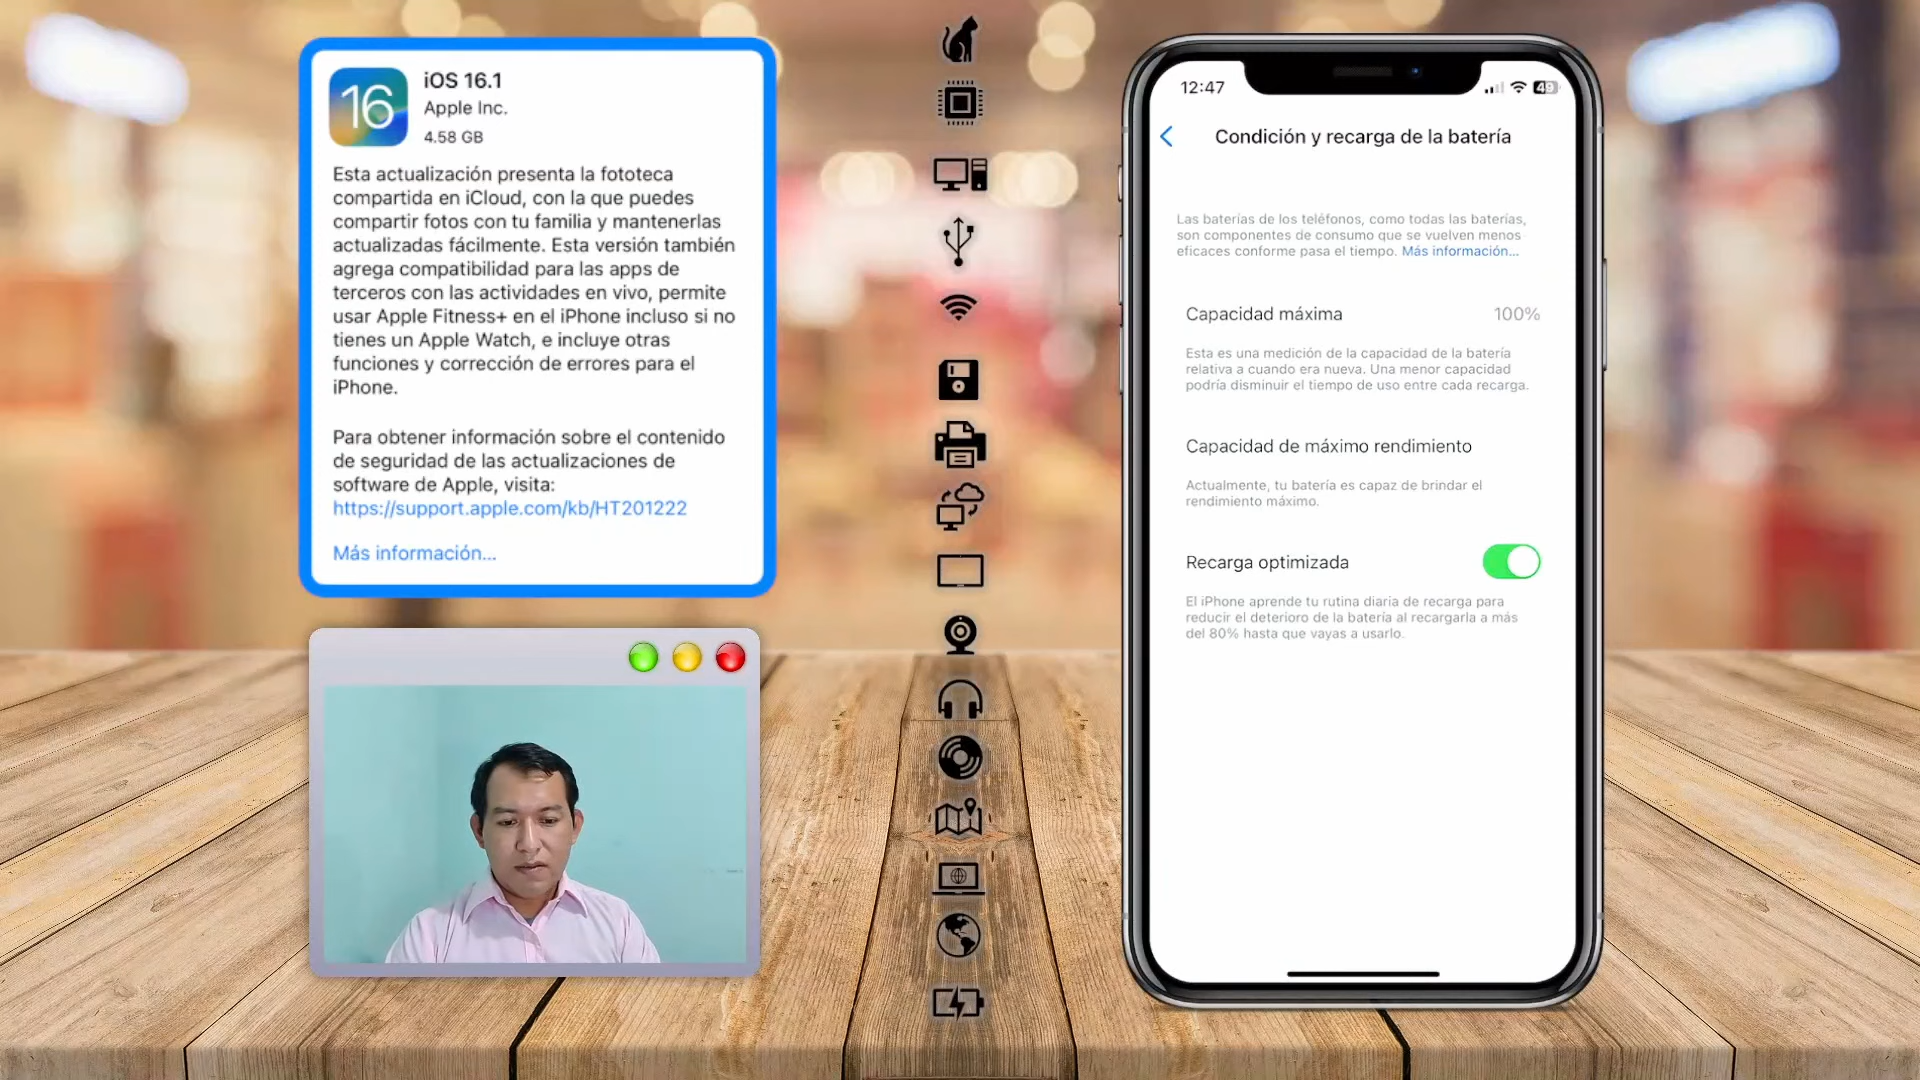 16
iOS 16.1
Apple Inc.
4.58 GB
Esta actualización presenta la fototeca
compartida en iCloud, con la que puedes
compartir fotos con tu familia y mantenerlas
actualizadas fácilmente. Esta versión también
agrega compatibilidad para las apps de
terceros con las actividades en vivo, permite
usar Apple Fitness+ en el iPhone incluso si no
tienes un Apple Watch, e incluye otras
funciones y corrección de errores para el
iPhone.
Para obtener información sobre el contenido
de seguridad de las actualizaciones de
software de Apple, visita:
https://support.apple.com/kb/HT201222
Más información...
12:47
49
Condición y recarga de la batería
Las baterías de los teléfonos, como todas las baterías,
son componentes de consumo que se vuelven menos
eficaces conforme pasa el tiempo. Más información...
Capacidad máxima 100%
Esta es una medición de la capacidad de la batería
relativa a cuando era nueva. Una menor capacidad
podría disminuir el tiempo de uso entre cada recarga.
Capacidad de máximo rendimiento
Actualmente, tu batería es capaz de brindar el
rendimiento máximo.
Recarga optimizada
El iPhone aprende tu rutina diaria de recarga para
reducir el deterioro de la batería al recargarla a más
del 80% hasta que vayas a usarlo.